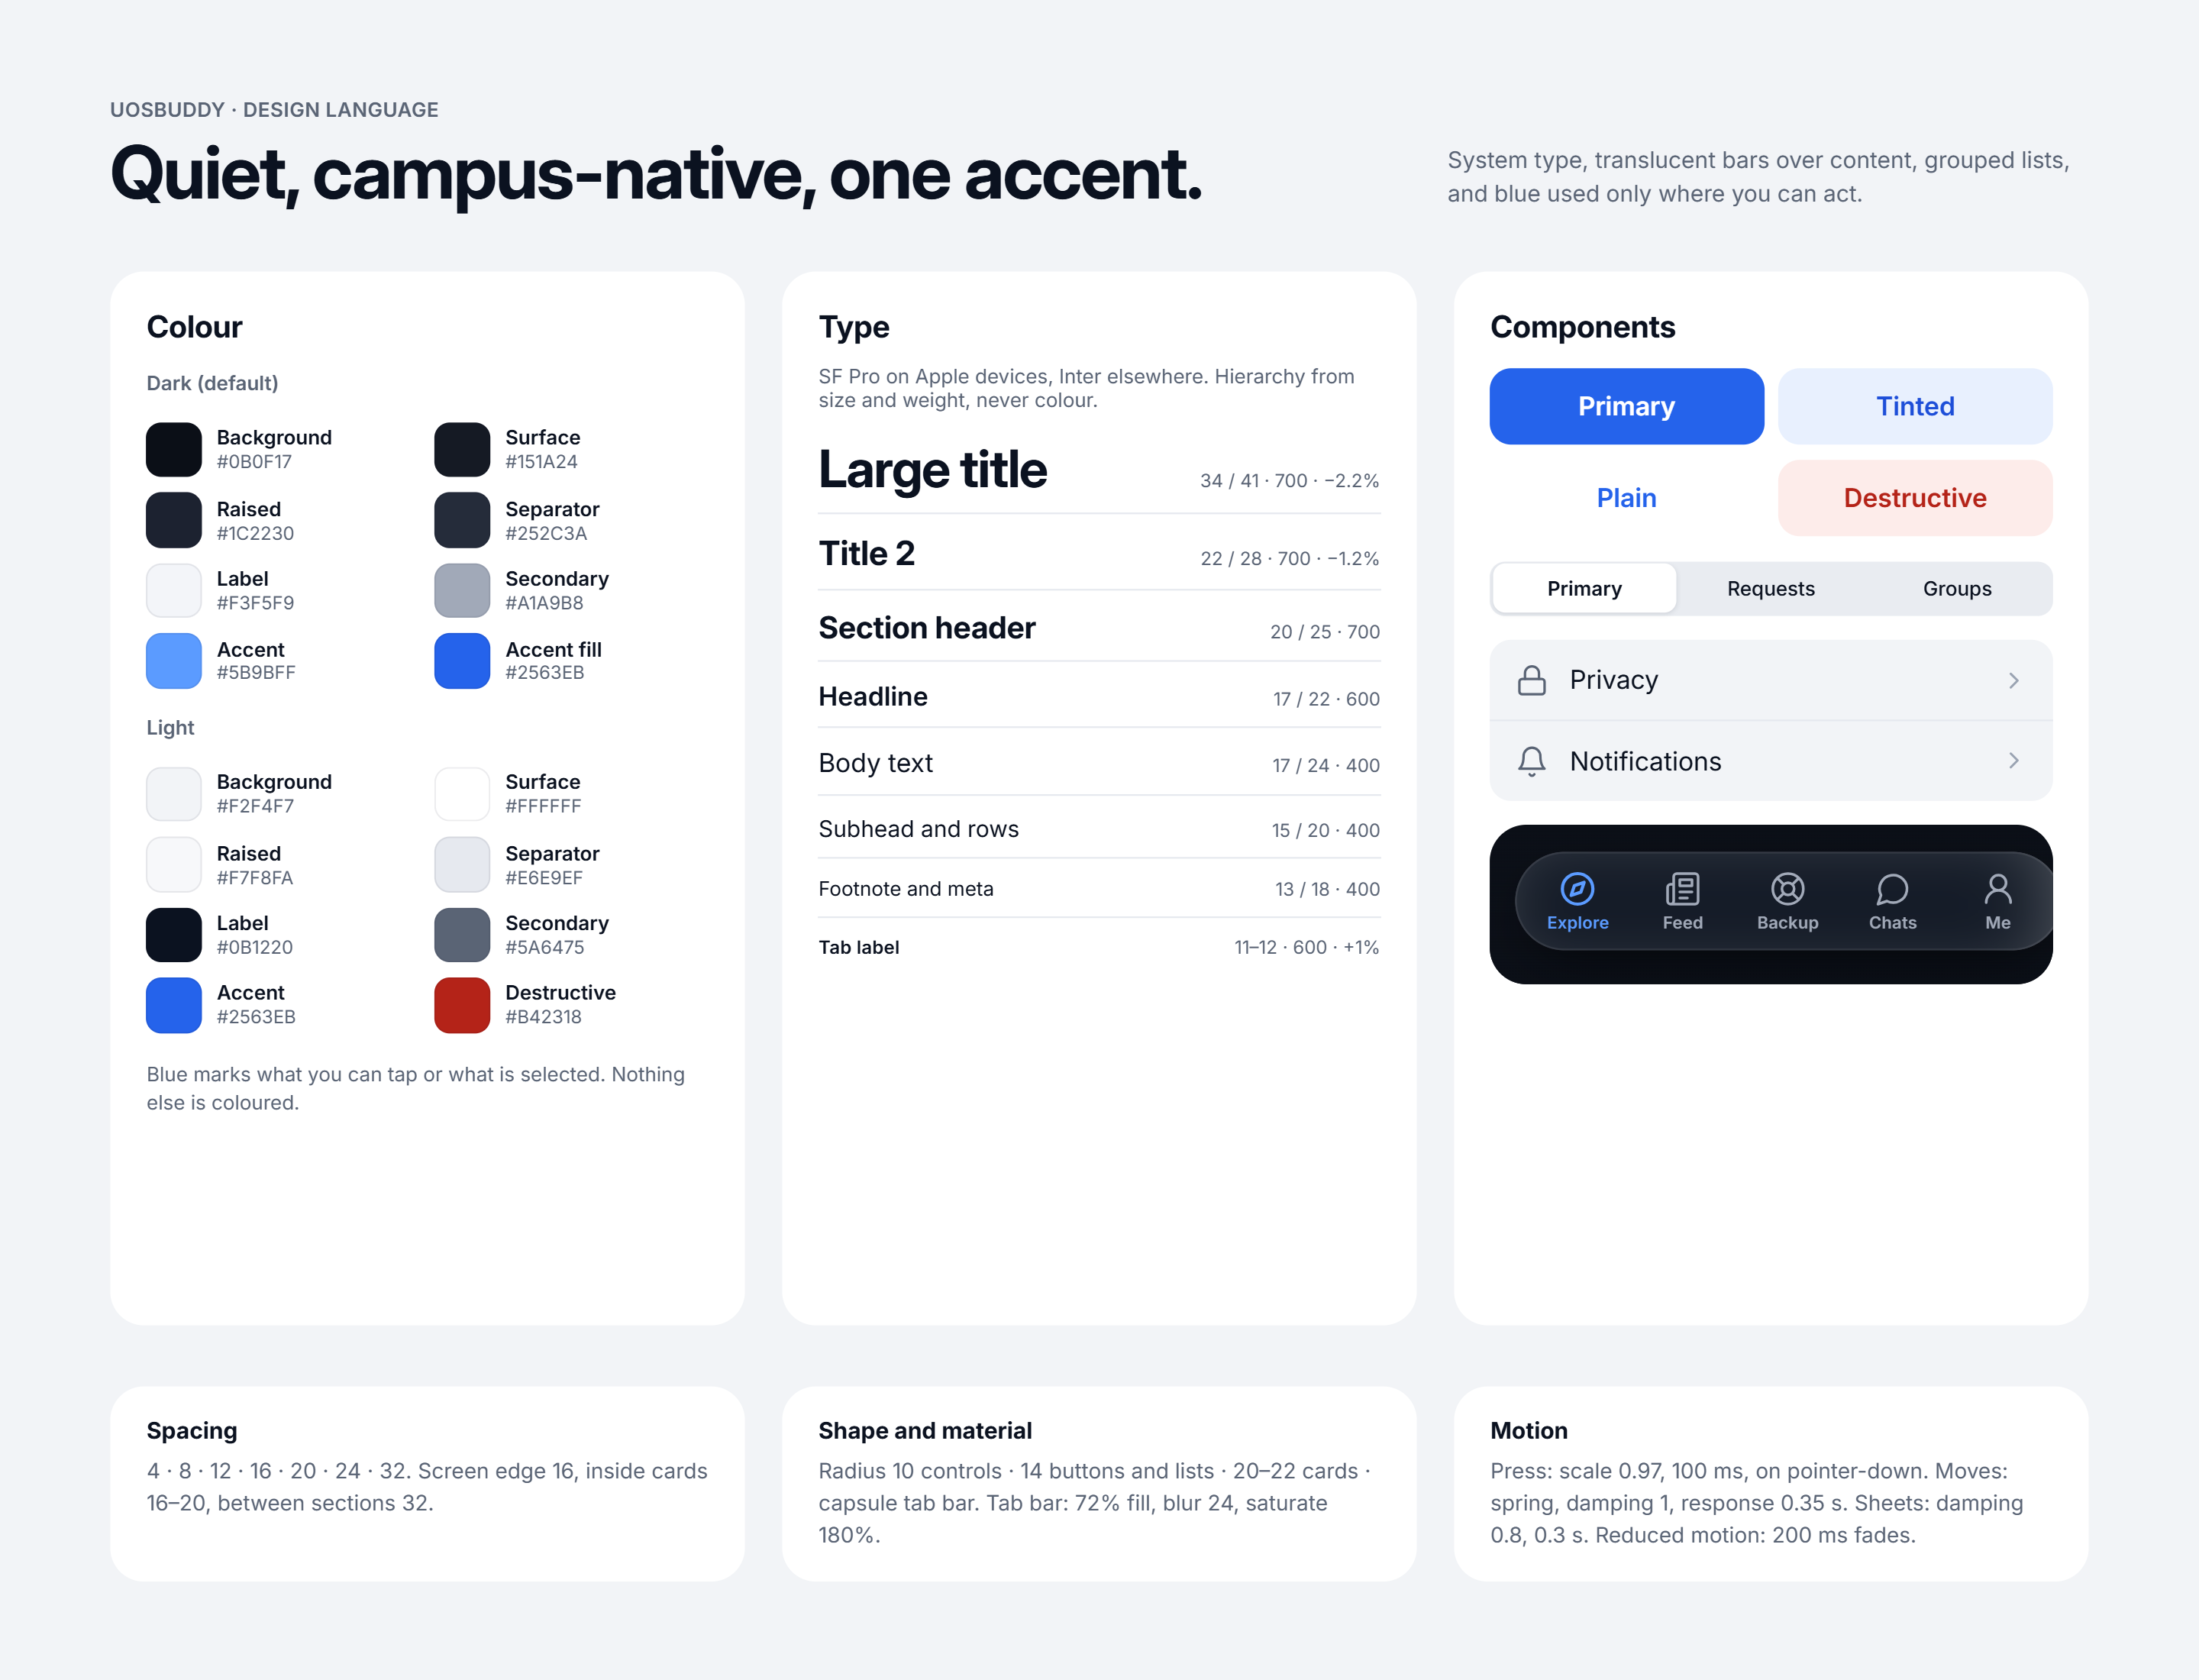 UOSBUDDY · DESIGN LANGUAGE
Quiet, campus-native, one accent.
System type, translucent bars over content, grouped lists,
and blue used only where you can act.
Colour
Dark (default)
Background
#0B0F17
Surface
#151A24
Raised
#1C2230
Separator
#252C3A
Label
#F3F5F9
Secondary
#A1A9B8
Accent
#5B9BFF
Accent fill
#2563EB
Light
Background
#F2F4F7
Surface
#FFFFFF
Raised
#F7F8FA
Separator
#E6E9EF
Label
#0B1220
Secondary
#5A6475
Accent
#2563EB
Destructive
#B42318
Blue marks what you can tap or what is selected. Nothing
else is coloured.
Type
SF Pro on Apple devices, Inter elsewhere. Hierarchy from
size and weight, never colour.
Large title 34 / 41 · 700 · −2.2%
Title 2 22 / 28 · 700 · −1.2%
Section header 20 / 25 · 700
Headline 17 / 22 · 600
Body text 17 / 24 · 400
Subhead and rows 15 / 20 · 400
Footnote and meta 13 / 18 · 400
Tab label 11–12 · 600 · +1%
Components
Primary Tinted
Plain Destructive
Primary Requests Groups
Privacy
Notifications
Explore Feed Backup Chats Me
Spacing
4 · 8 · 12 · 16 · 20 · 24 · 32. Screen edge 16, inside cards
16–20, between sections 32.
Shape and material
Radius 10 controls · 14 buttons and lists · 20–22 cards ·
capsule tab bar. Tab bar: 72% fill, blur 24, saturate
180%.
Motion
Press: scale 0.97, 100 ms, on pointer-down. Moves:
spring, damping 1, response 0.35 s. Sheets: damping
0.8, 0.3 s. Reduced motion: 200 ms fades.